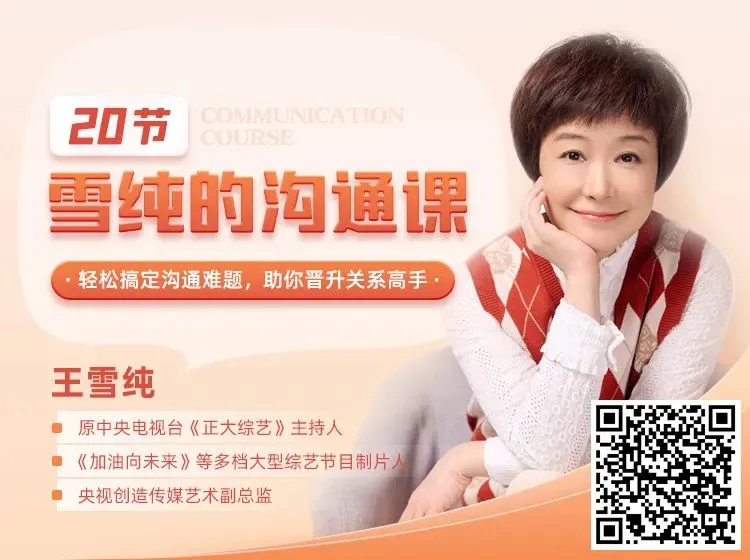 20节
COMMUNICATION
COURSE
雪纯的沟通课
·轻松搞定沟通难题，助你晋升关系高手·
王雪纯
原中央电视台《正大综艺》主持人
《加油向未来》等多档大型综艺节目制片人
央视创造传媒艺术副总监